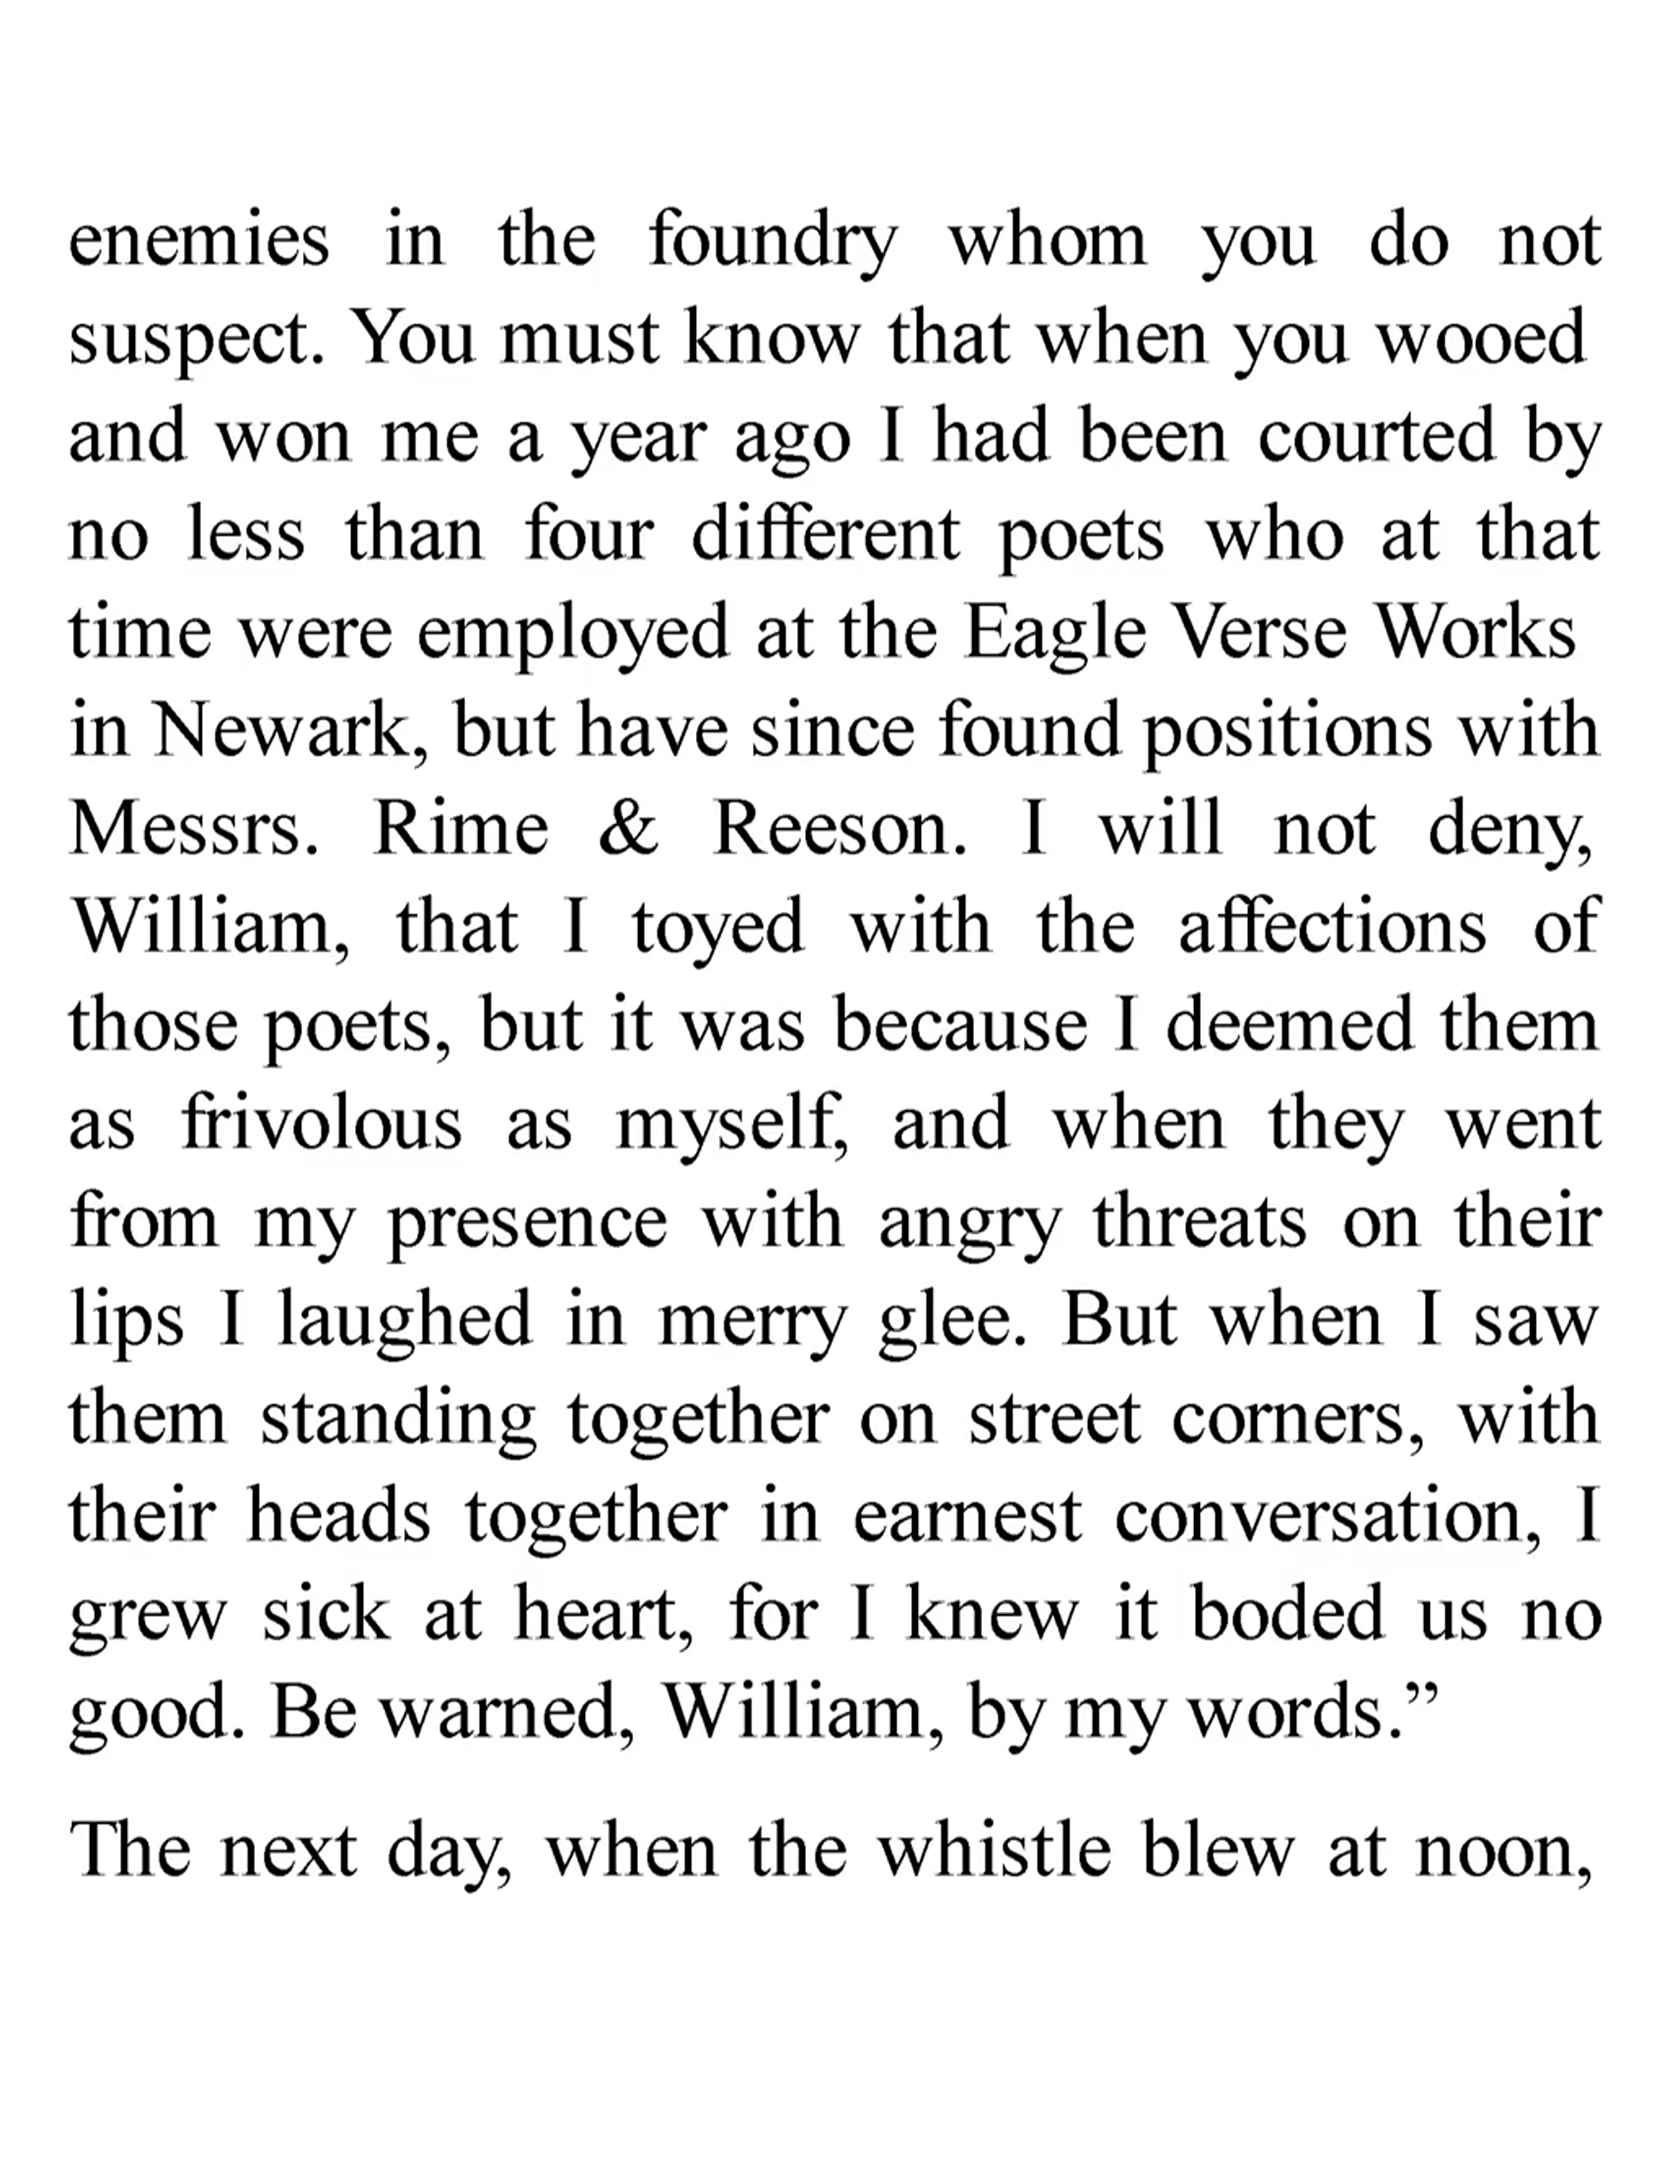 enemies in the foundry whom you do not
suspect. You must know that when you wooed
and won me a year ago I had been courted by
no less than four different poets who at that
time were employed at the Eagle Verse Works
in Newark, but have since found positions with
Messrs. Rime & Reeson. I will not deny,
William, that I toyed with the affections of
those poets, but it was because I deemed them
as frivolous as myself, and when they went
from my presence with angry threats on their
lips I laughed in merry glee. But when I saw
them standing together on street corners, with
their heads together in earnest conversation, I
grew sick at heart, for I knew it boded us no
good. Be warned, William, by my words.”
The next day, when the whistle blew at noon,